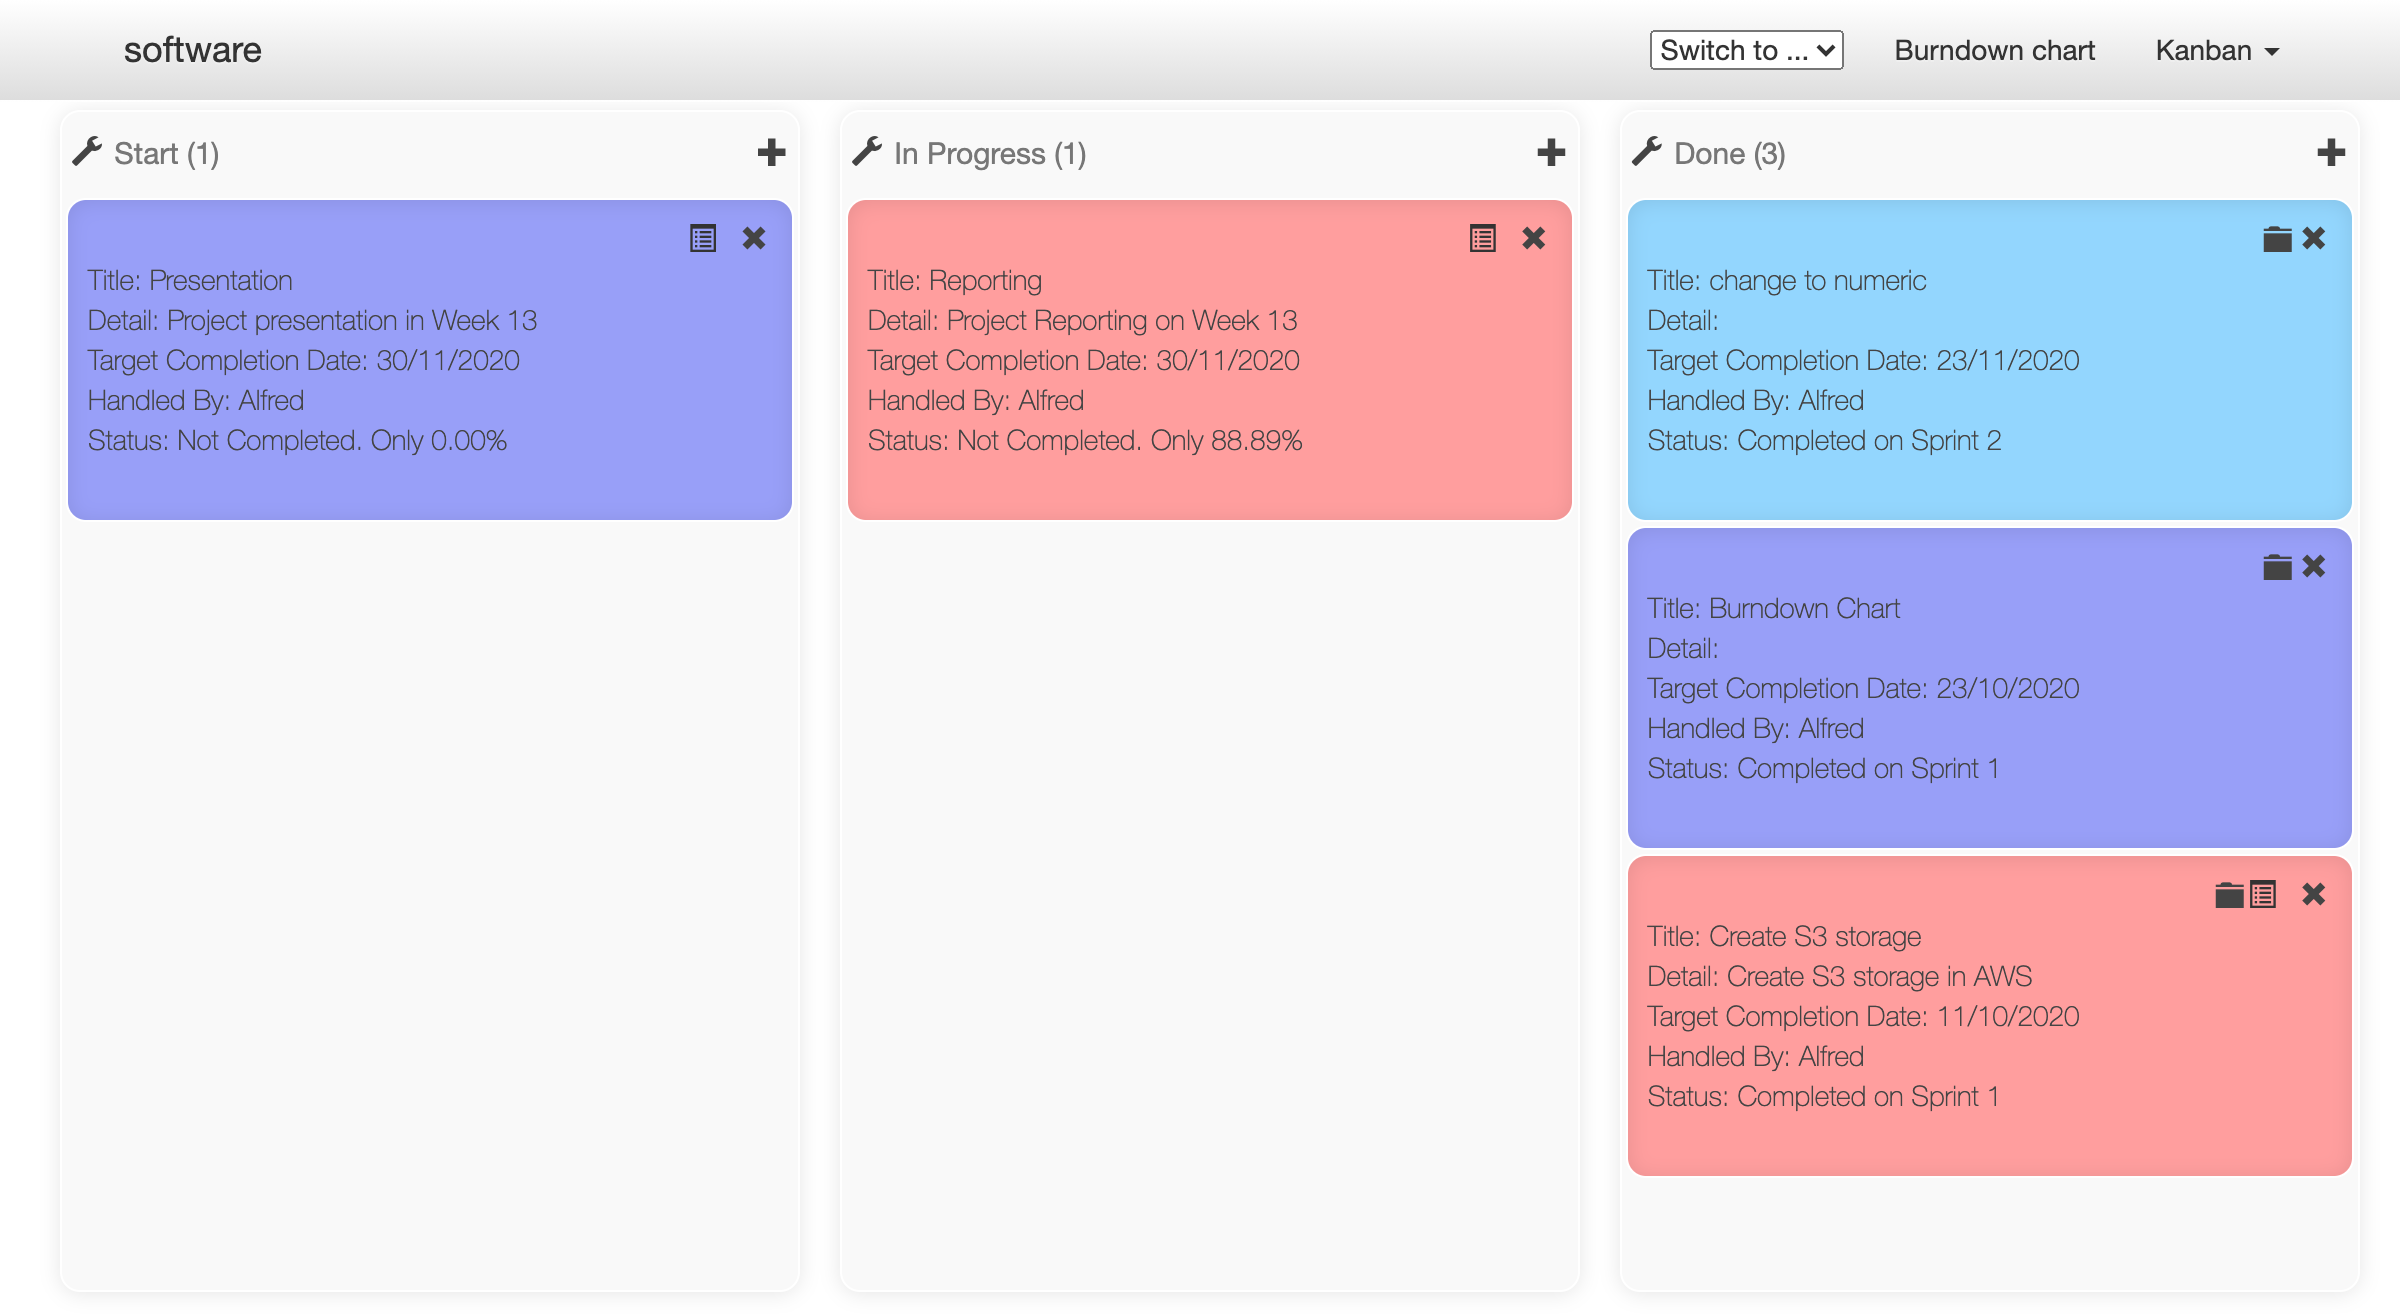 software
Switch to ...
Burndown chart
Kanban
Start (1)
Title: Presentation
Detail: Project presentation in Week 13
Target Completion Date: 30/11/2020
Handled By: Alfred
Status: Not Completed. Only 0.00%
In Progress (1)
Title: Reporting
Detail: Project Reporting on Week 13
Target Completion Date: 30/11/2020
Handled By: Alfred
Status: Not Completed. Only 88.89%
Done (3)
Title: change to numeric
Detail:
Target Completion Date: 23/11/2020
Handled By: Alfred
Status: Completed on Sprint 2
Title: Burndown Chart
Detail:
Target Completion Date: 23/10/2020
Handled By: Alfred
Status: Completed on Sprint 1
Title: Create S3 storage
Detail: Create S3 storage in AWS
Target Completion Date: 11/10/2020
Handled By: Alfred
Status: Completed on Sprint 1